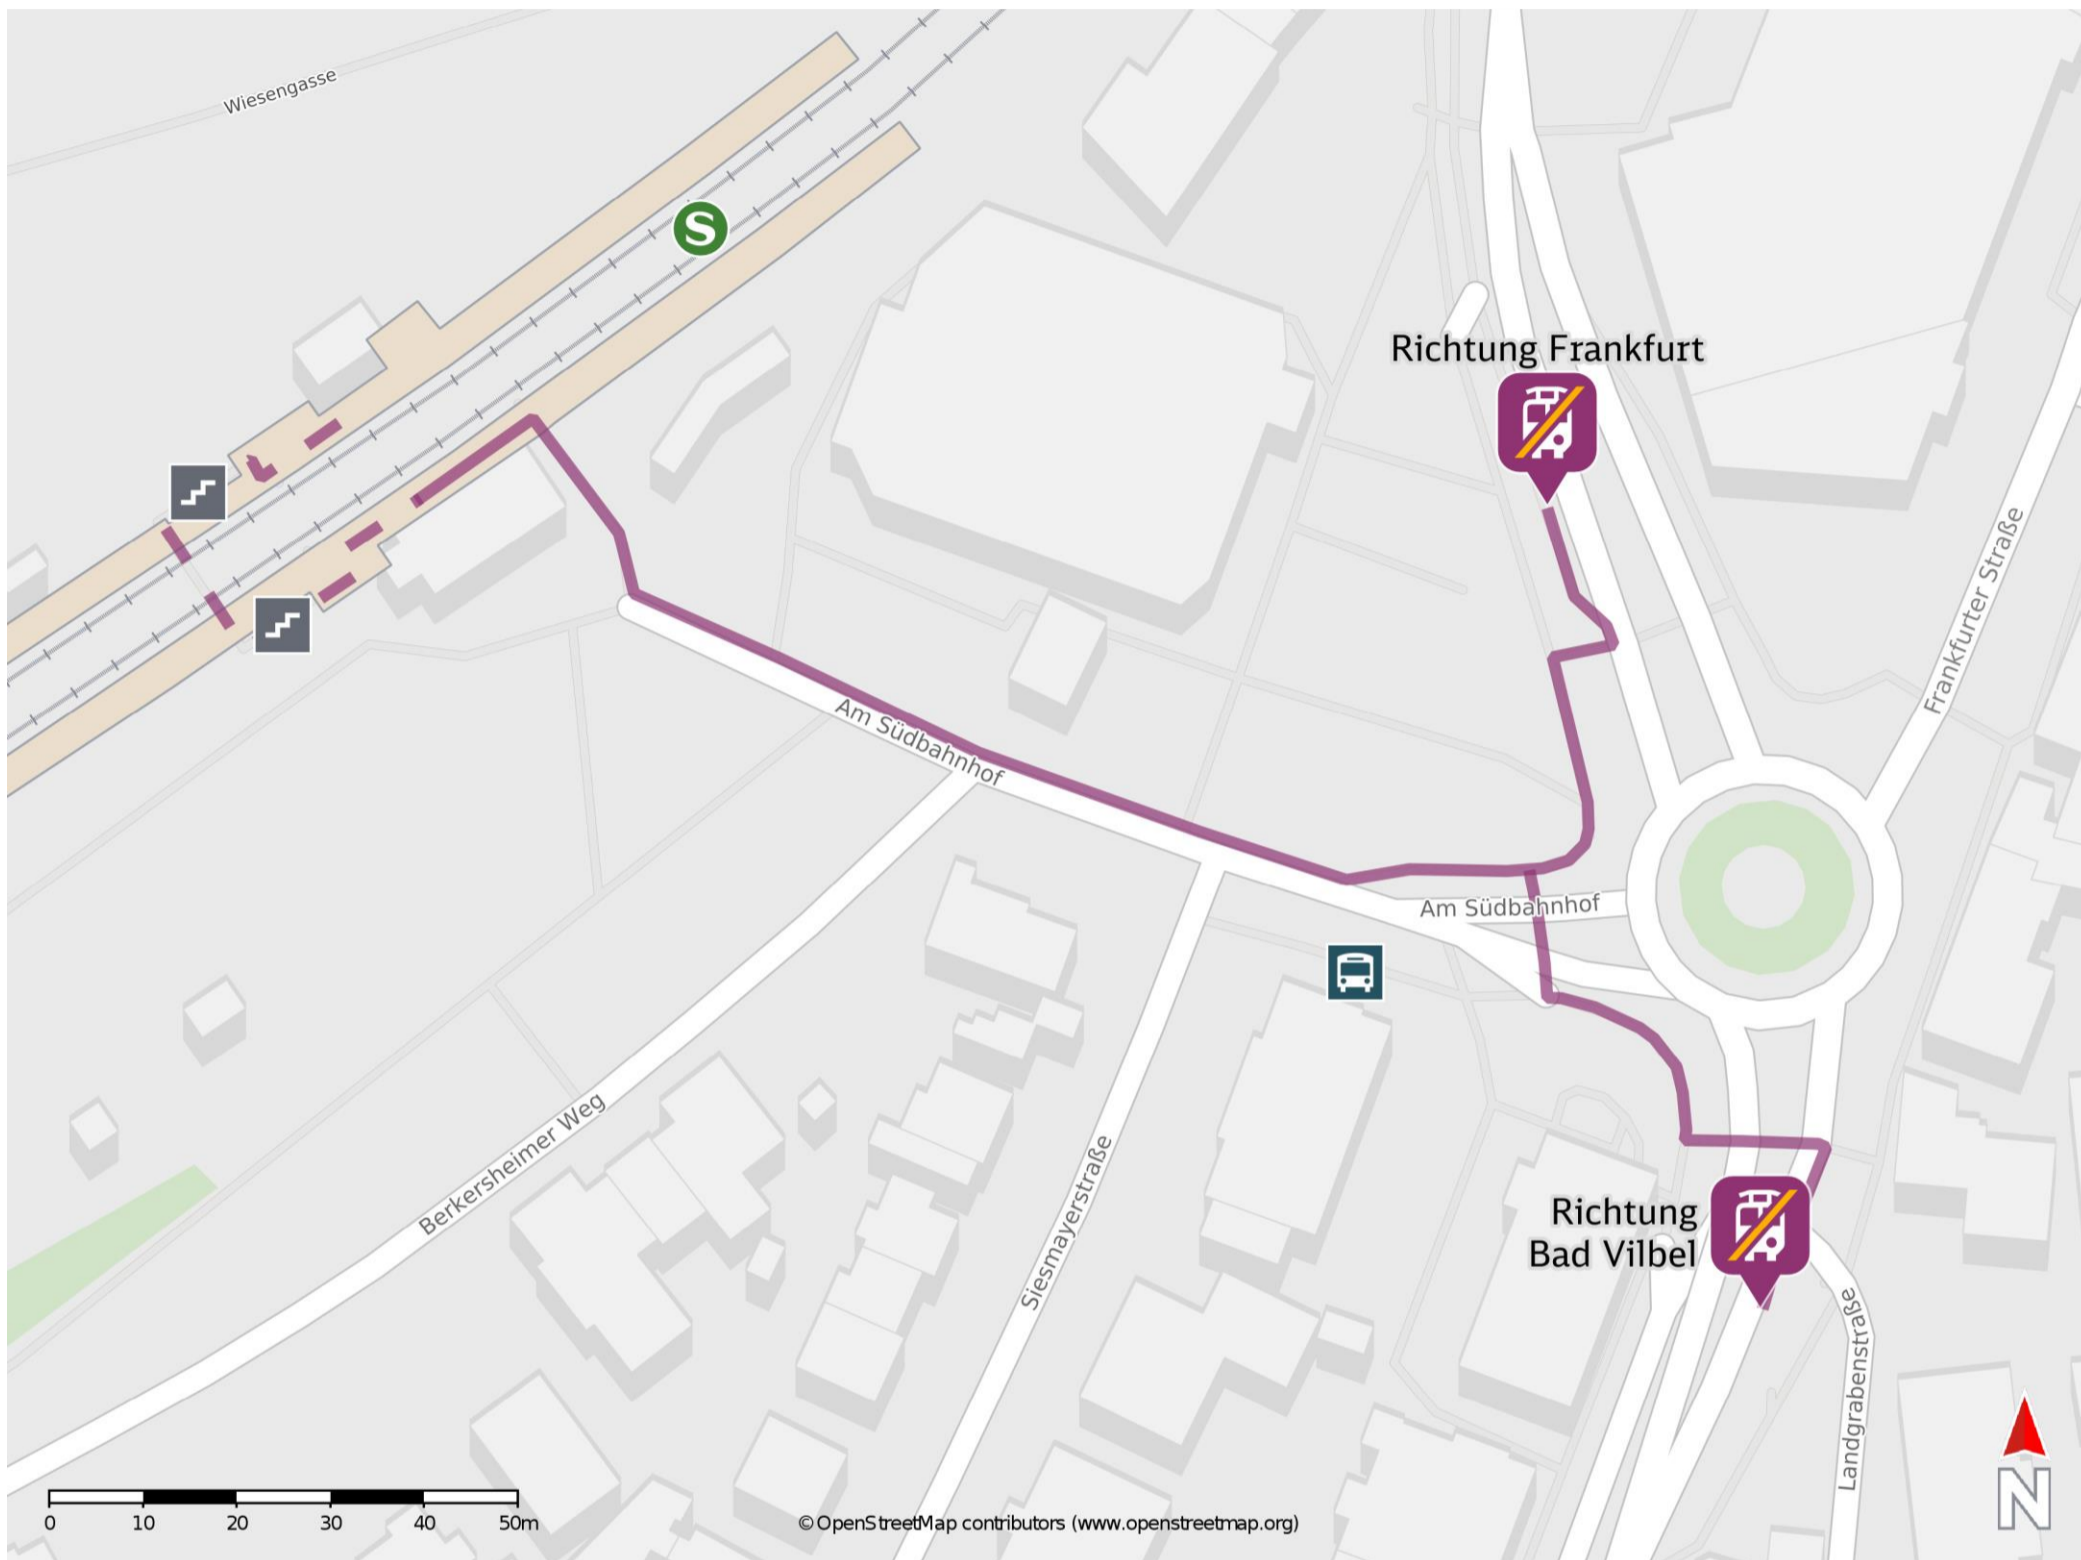 Wiesengasse
S
Richtung Frankfurt
Frankfurter Straße
Am Südbahnhof
Am Südbahnhof
Berkersheimer Weg
Siesmayerstraße
Richtung
Bad Vilbel
Landgrabenstraße
N
0 10 20 30 40 50m
©OpenStreetMap contributors (www.openstreetmap.org)